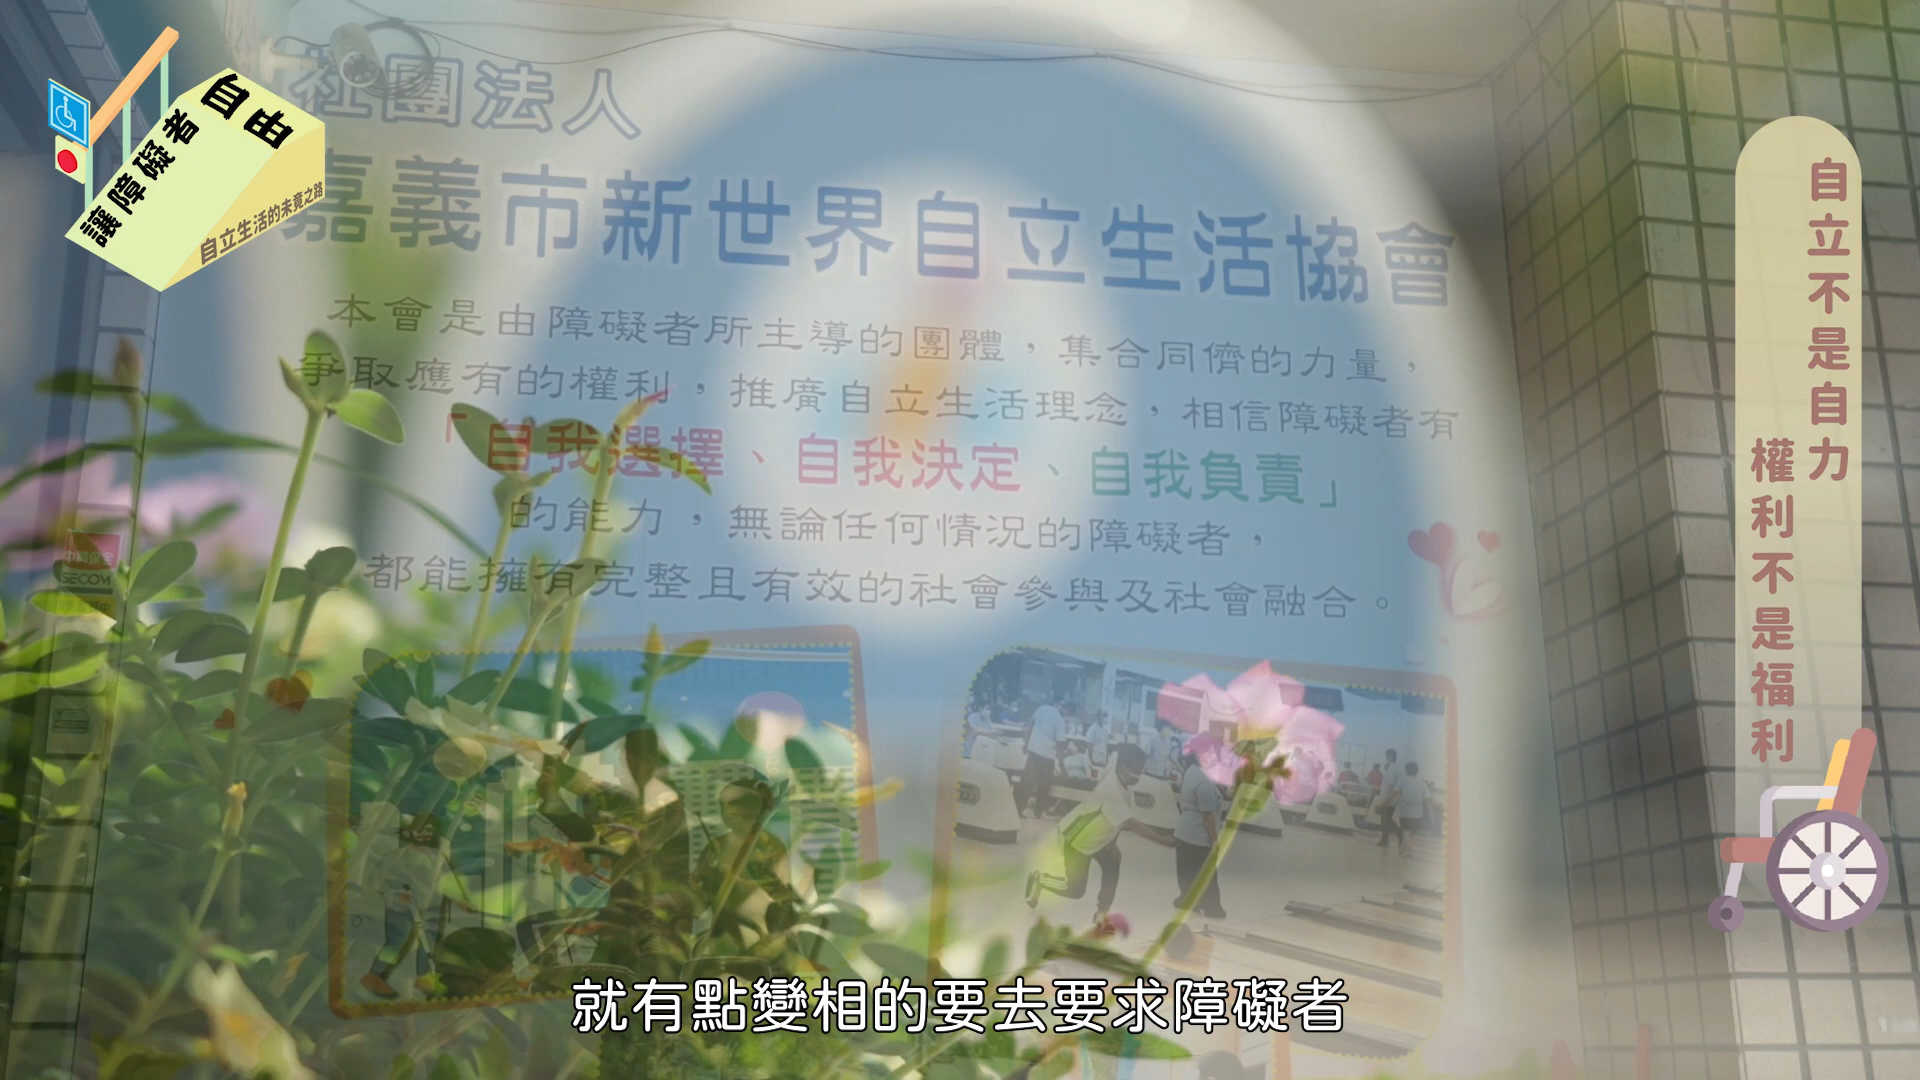 讓障礙者自由
自立生活的未竟之路
社團法人
嘉義市新世界自立生活協會
本會是由障礙者所主導的團體，集合同儕的力量，
爭取應有的權利，推廣自立生活理念，相信障礙者有
「自我選擇、自我決定、自我負責」
的能力，無論任何情況的障礙者，
都能擁有完整且有效的社會參與及社會融合。
中興保全
SECOM
自立不是自力
權利不是福利
就有點變相的要去要求障礙者